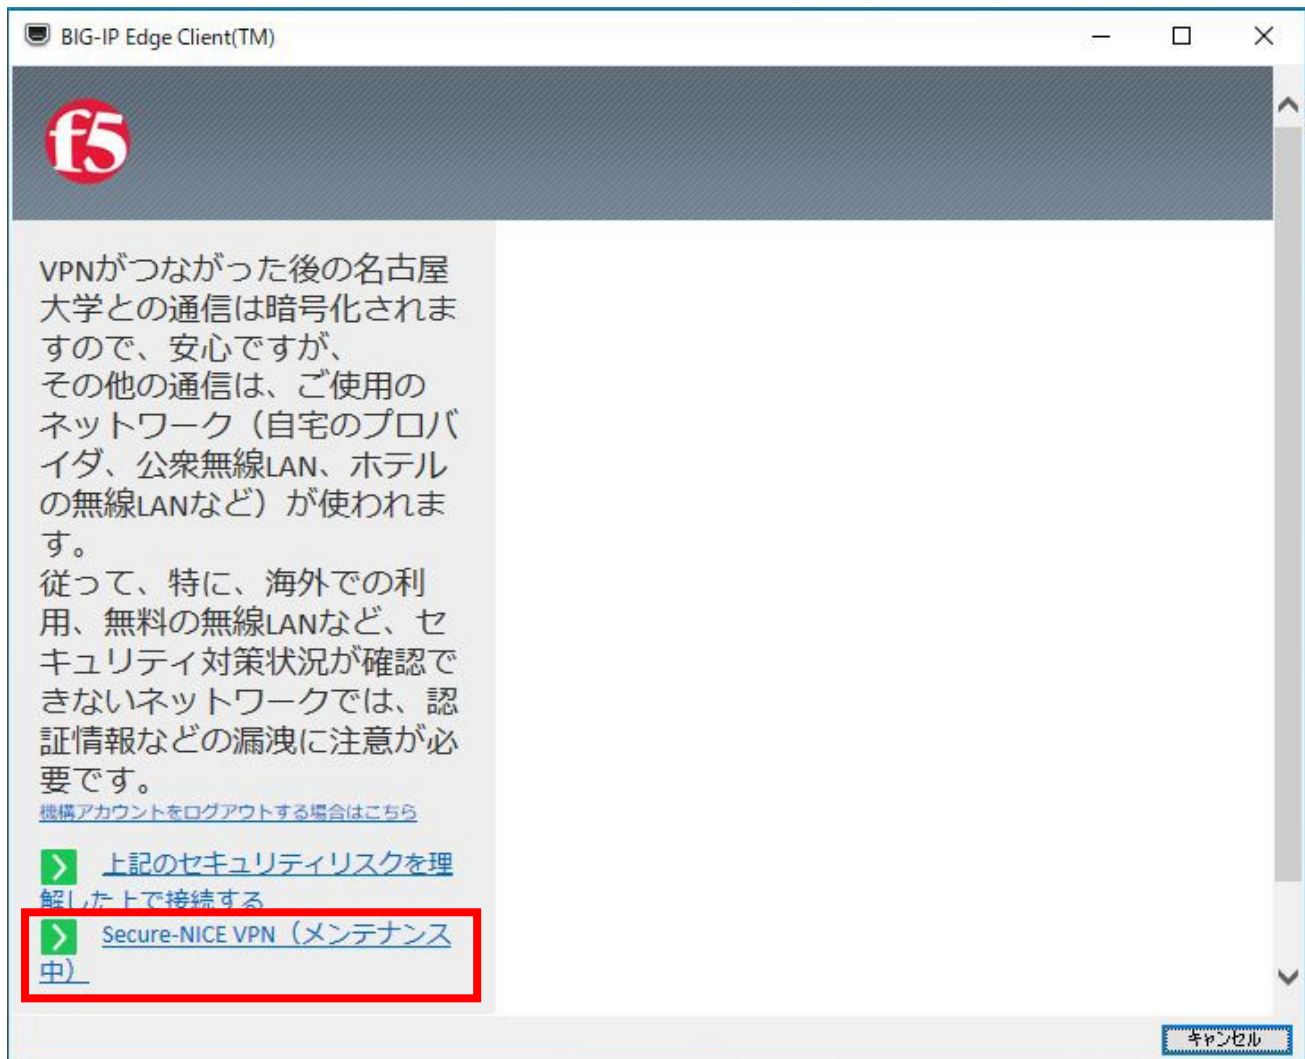 BIG-IP Edge Client(TM)
f5
VPNがつながった後の名古屋
大学との通信は暗号化されま
すので、安心ですが、
その他の通信は、ご使用の
ネットワーク（自宅のプロバ
イダ、公衆無線LAN、ホテル
の無線LANなど）が使われま
す。
従って、特に、海外での利
用、無料の無線LANなど、セ
キュリティ対策状況が確認で
きないネットワークでは、認
証情報などの漏洩に注意が必
要です。
機構アカウントをログアウトする場合はこちら
上記のセキュリティリスクを理
解した上で接続する
Secure-NICE VPN（メンテナンス
中）
キャンセル